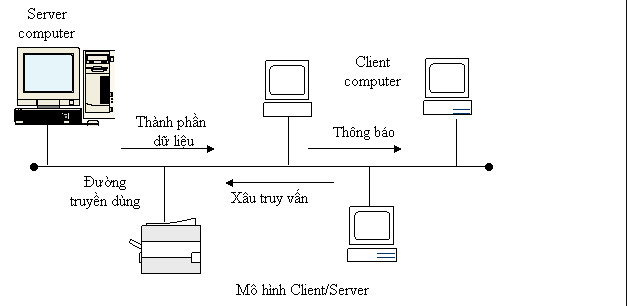 Server
computer
Client
computer
Thành phần
dữ liệu
Thông báo
Đường
truyền dùng
Xâu truy vấn
Mô hình Client/Server